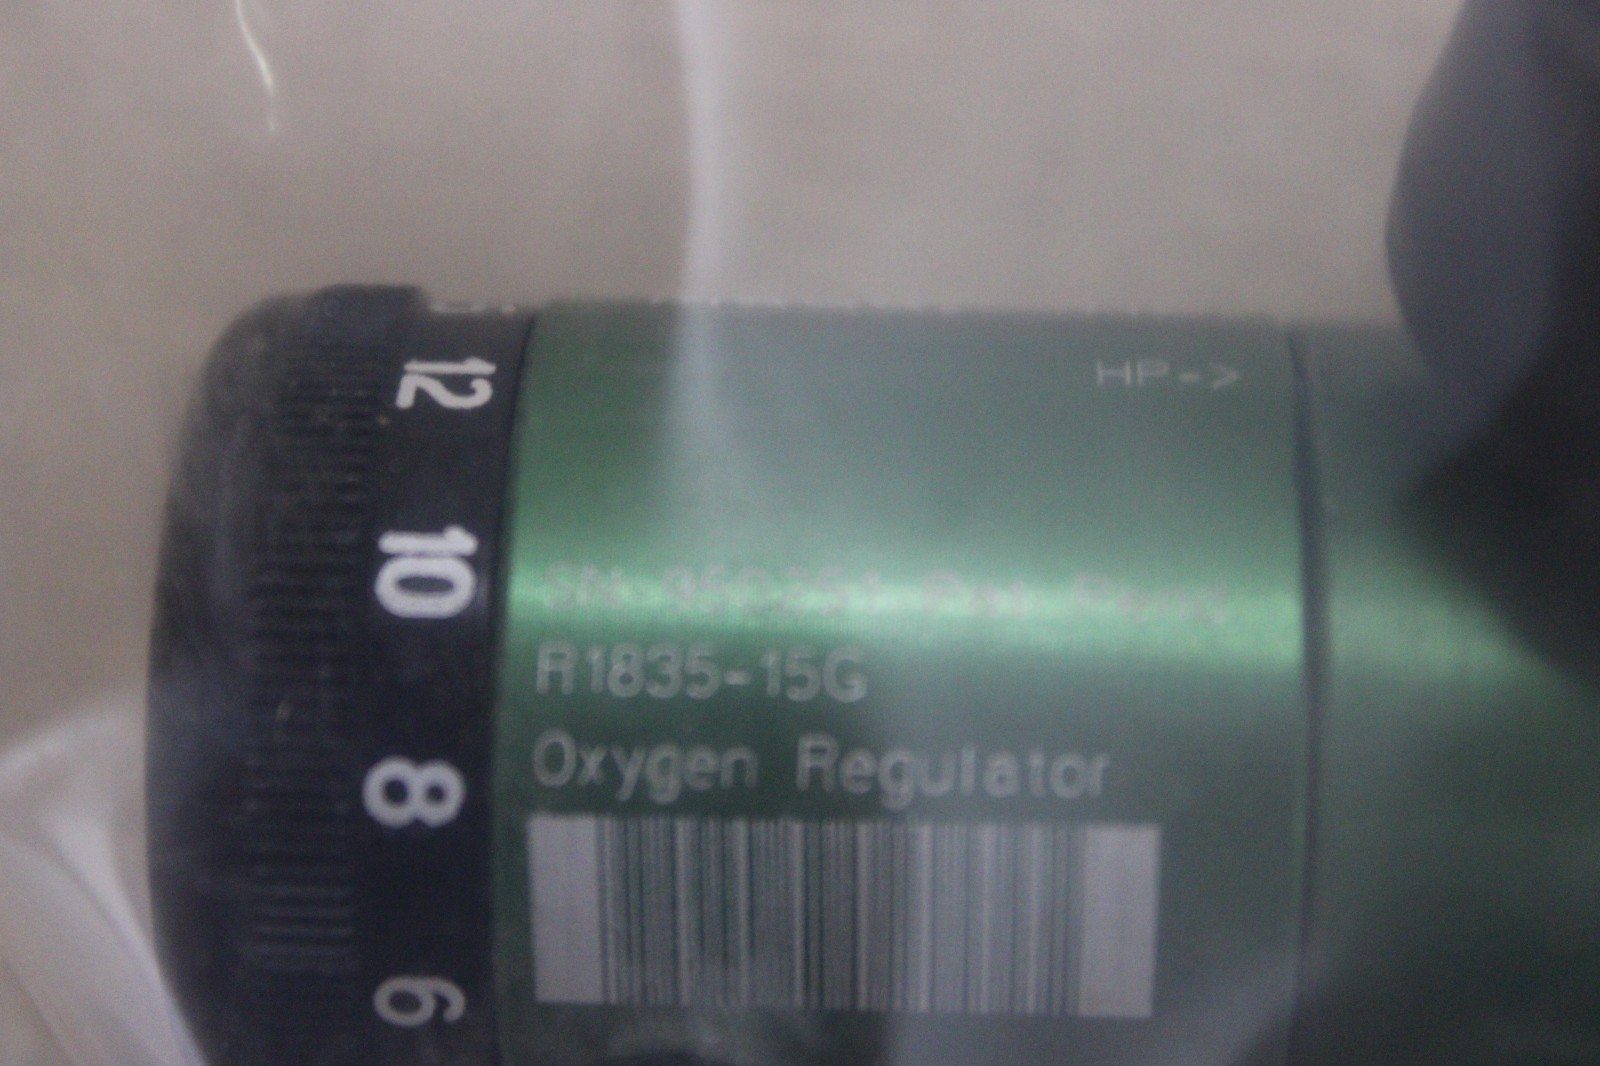 HP->
R1835-15G
Oxygen Regulator
12
10
8
6